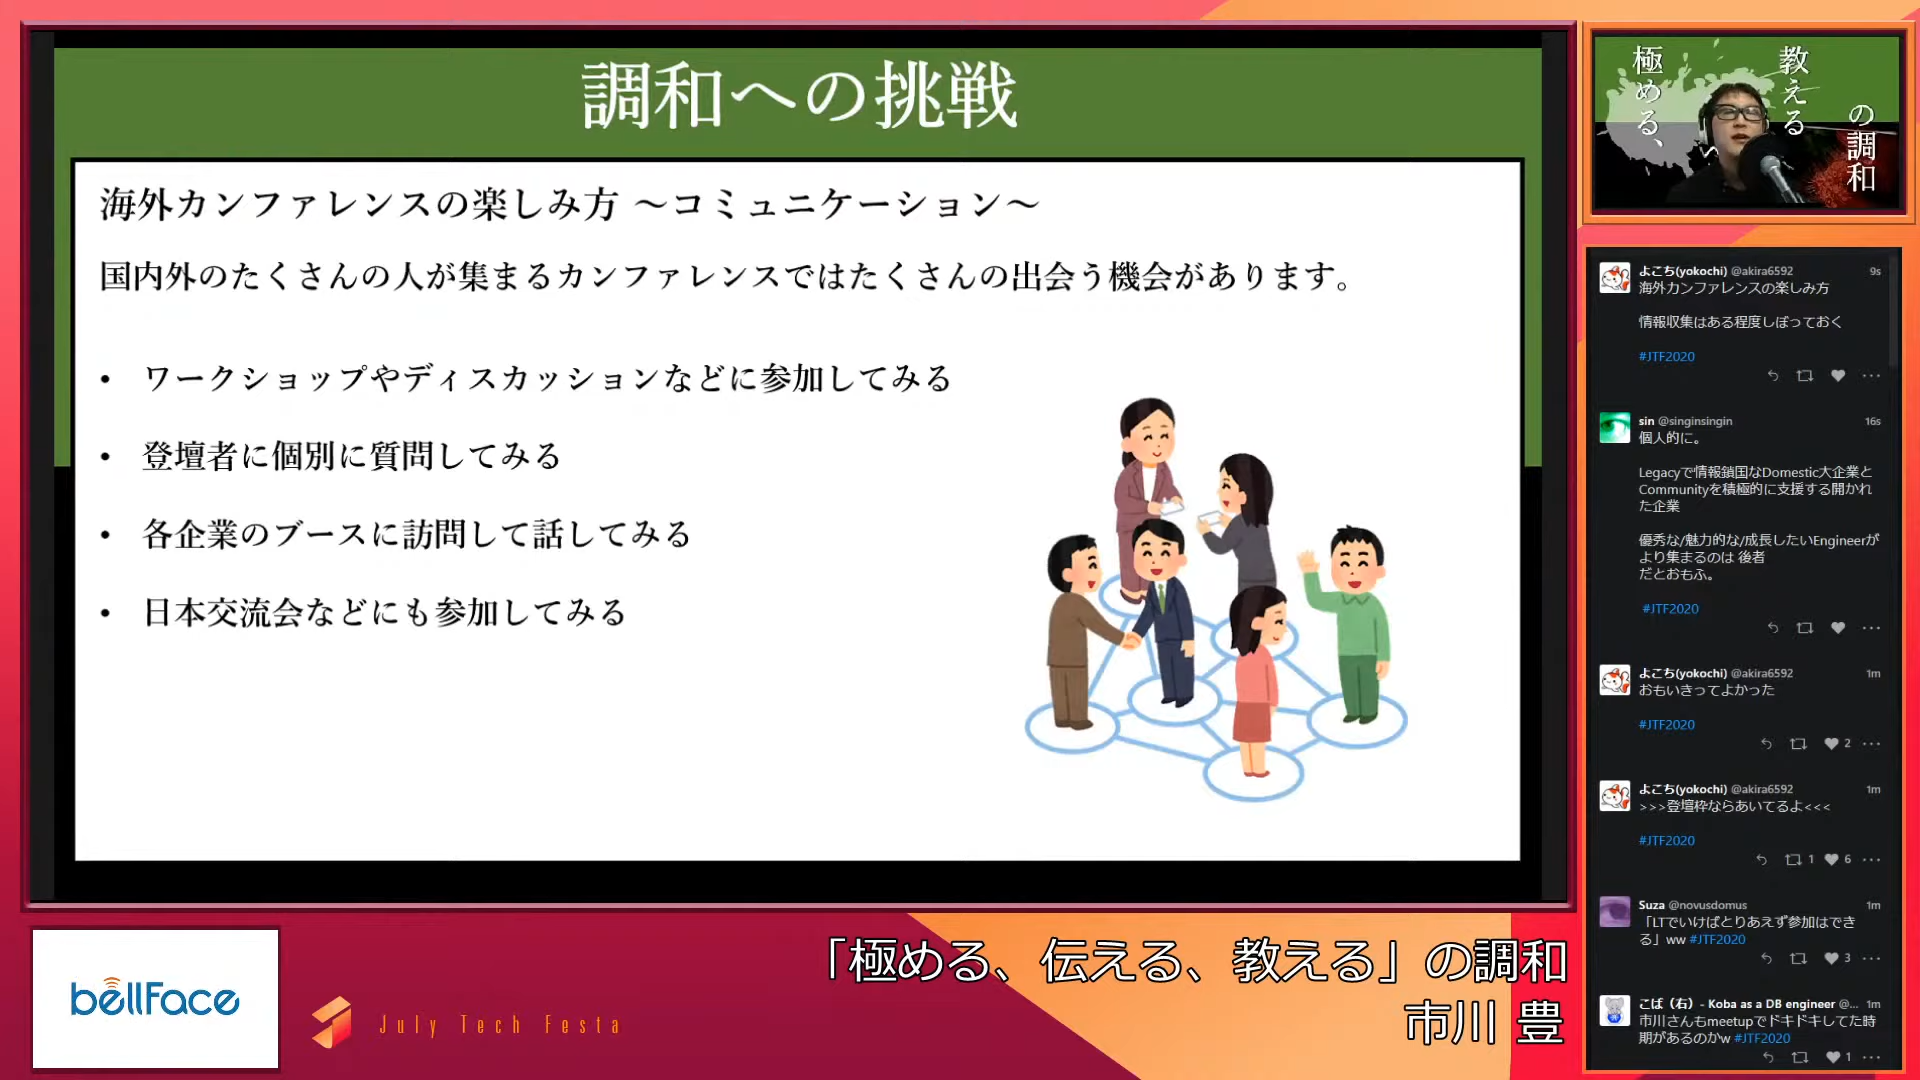 調和への挑戦
海外カンファレンスの楽しみ方 ～コミュニケーション～
国内外のたくさんの人が集まるカンファレンスではたくさんの出会う機会があります。
• ワークショップやディスカッションなどに参加してみる
• 登壇者に個別に質問してみる
• 各企業のブースに訪問して話してみる
• 日本交流会などにも参加してみる
極める、
教える
の調和
よこち(yokochi) @akira6592 9s
海外カンファレンスの楽しみ方
情報収集はある程度しぼっておく
#JTF2020
sin @singinsingin 16s
個人的に。
Legacyで情報鎖国なDomestic大企業と
Communityを積極的に支援する開かれ
た企業
優秀な/魅力的な/成長したいEngineerが
より集まるのは 後者
だとおもふ。
#JTF2020
よこち(yokochi) @akira6592 1m
おもいきってよかった
#JTF2020
2
よこち(yokochi) @akira6592 1m
>>>登壇枠ならあいてるよ<<<
#JTF2020
1 6
Suza @novusdomus 1m
「LTでいけばとりあえず参加はでき
る」ww #JTF2020
3
こば（右）- Koba as a DB engineer @... 1m
市川さんもmeetupでドキドキしてた時
期があるのかw #JTF2020
1
bellFace
July Tech Festa
「極める、伝える、教える」の調和
市川 豊